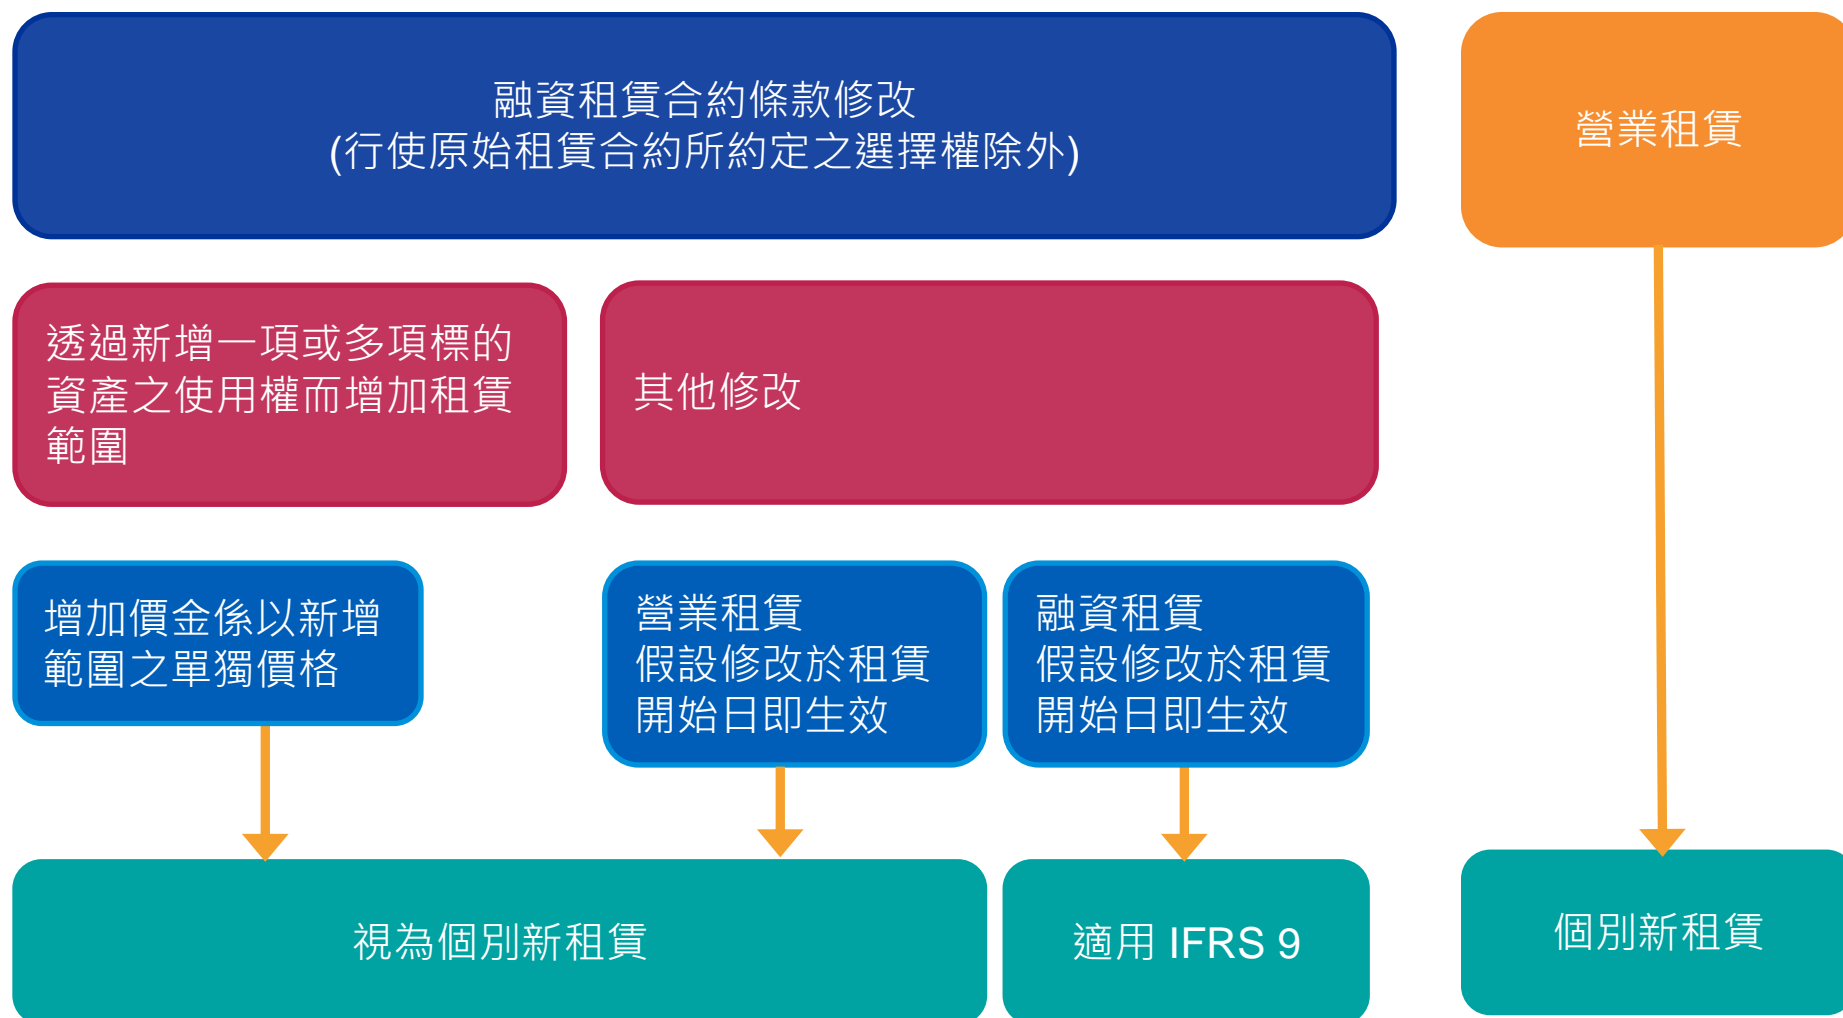 融資租賃合約條款修改
(行使原始租賃合約所約定之選擇權除外)
營業租賃
透過新增一項或多項標的
資產之使用權而增加租賃
範圍
其他修改
增加價金係以新增
範圍之單獨價格
營業租賃
假設修改於租賃
開始日即生效
融資租賃
假設修改於租賃
開始日即生效
視為個別新租賃
適用 IFRS 9
個別新租賃